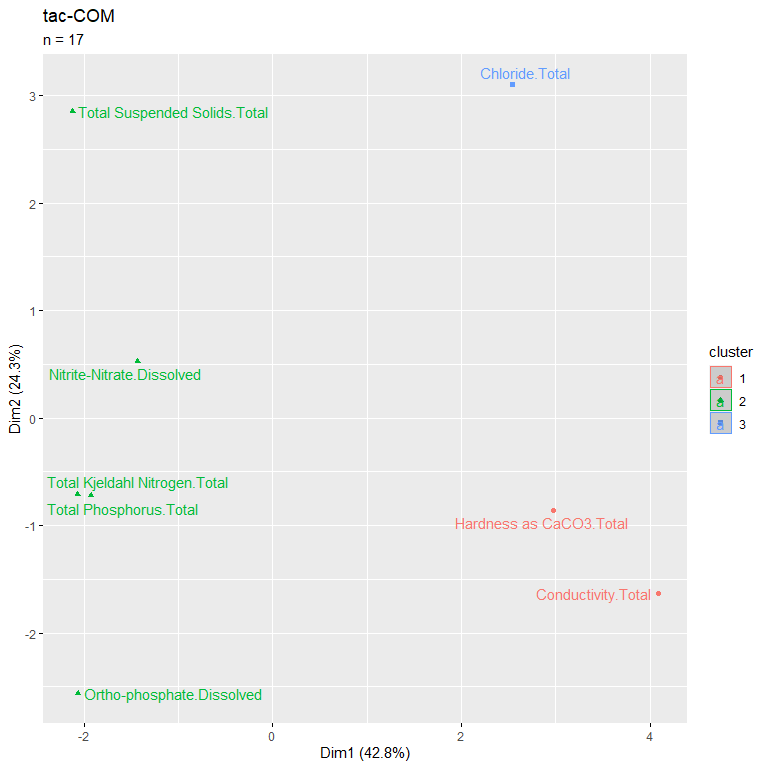 tac-COM
n = 17
Chloride.Total
Total Suspended Solids.Total
Nitrite-Nitrate.Dissolved
Total Kjeldahl Nitrogen.Total
Total Phosphorus.Total
Hardness as CaCO3.Total
Conductivity.Total
Ortho-phosphate.Dissolved
3
2
1
0
-1
-2
Dim2 (24.3%)
-2
0
2
4
Dim1 (42.8%)
cluster
a 1
a 2
a 3